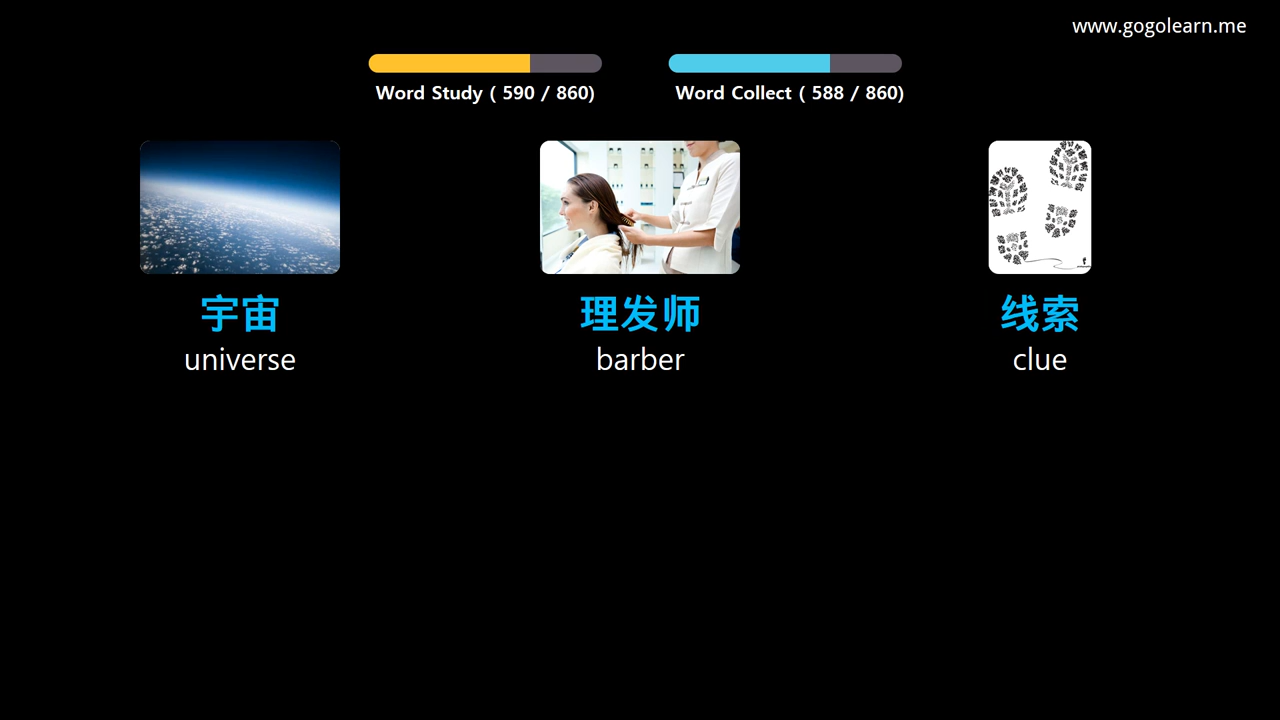 www.gogolearn.me
Word Study ( 590 / 860)
Word Collect ( 588 / 860)
宇宙
理发师
线索
universe
barber
clue